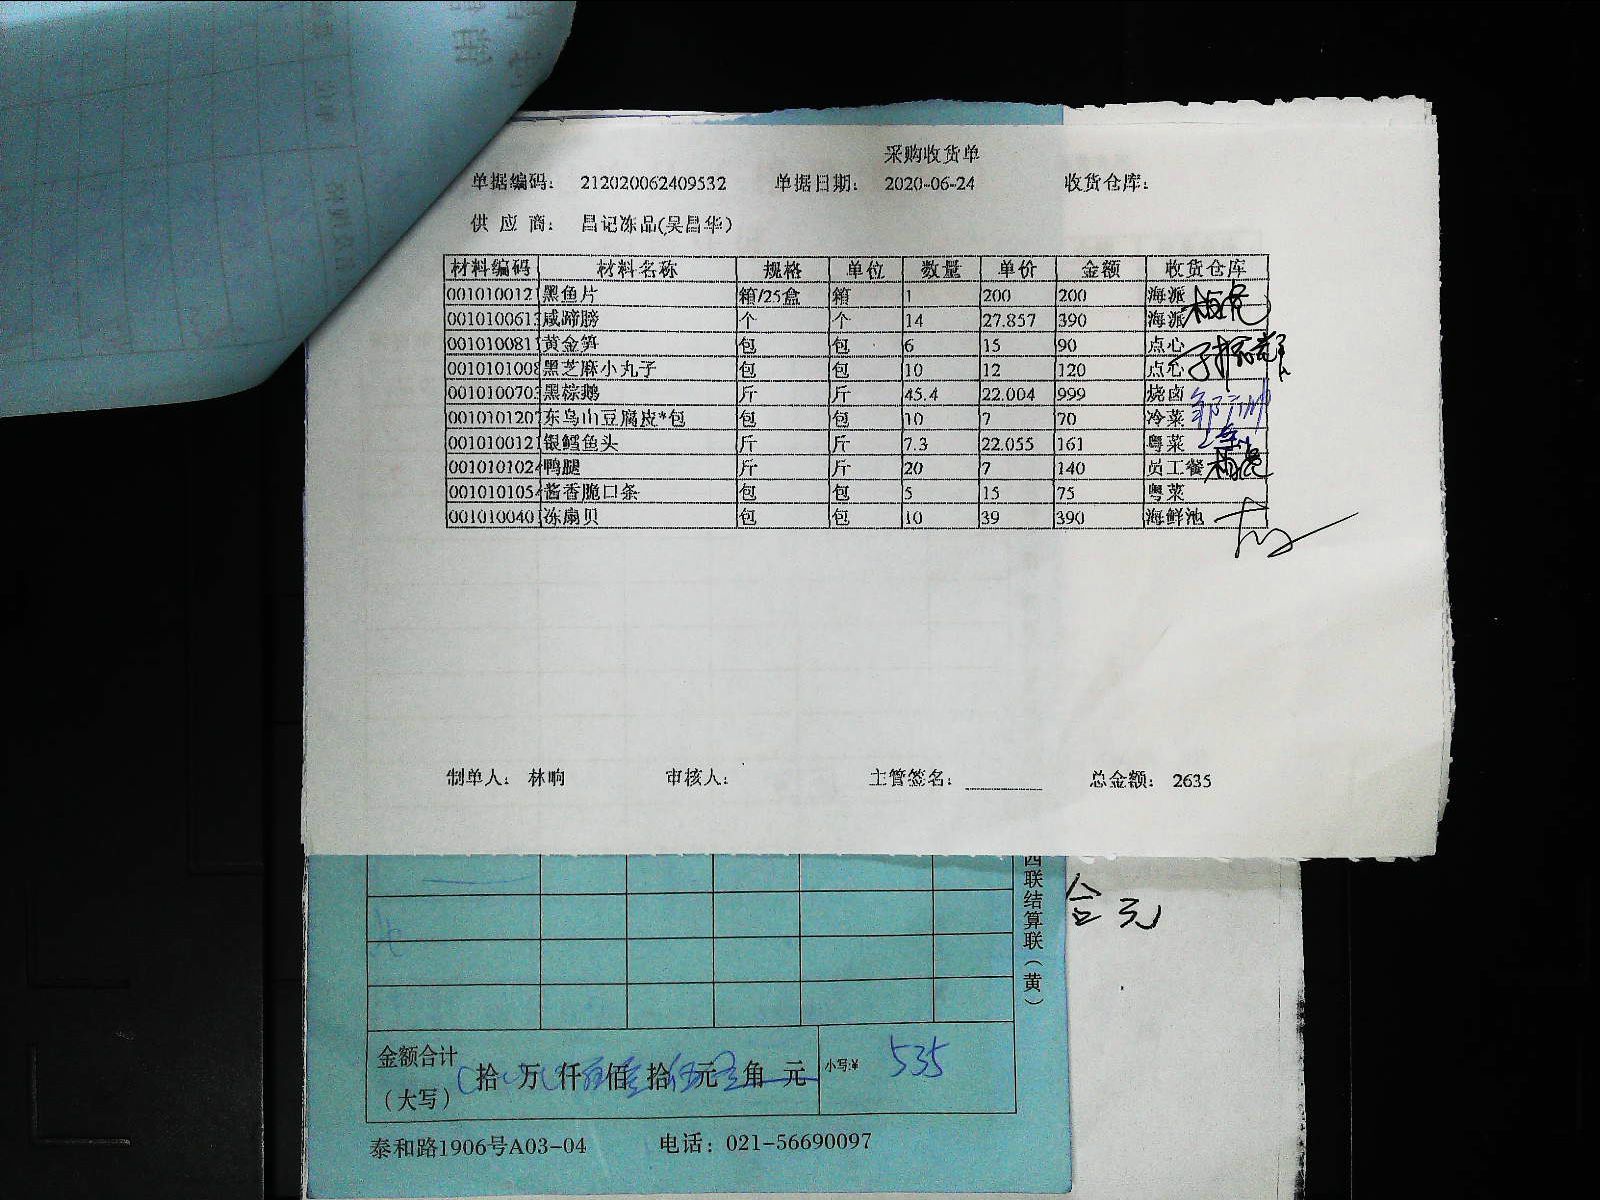 采购收货单
单据编码： 212020062409532 单据日期： 2020-06-24 收货仓库：
供 应 商： 昌记冻品(吴昌华)
材料编码 材料名称 规格 单位 数量 单价 金额 收货仓库
001010012 黑鱼片 箱/25盒 箱 1 200 200 海派
001010061 咸蹄膀 个 个 14 27.857 390 海派
001010081 黄金笋 包 包 6 15 90 点心
001010100 黑芝麻小丸子 包 包 10 12 120 点心
001010070 黑棕鹅 斤 斤 45.4 22.004 999 烧卤
001010120 东乌山豆腐皮*包 包 包 10 7 70 冷菜
001010012 银鳕鱼头 斤 斤 7.3 22.055 161 粤菜
001010102 鸭腿 斤 斤 20 7 140 员工餐
001010105 酱香脆口条 包 包 5 15 75 粤菜
001010040 冻扇贝 包 包 10 39 390 海鲜池
制单人： 林响 审核人： 主管签名： 总金额： 2635
四联结算联（黄）
金额合计
（大写） 拾 万 仟 佰 拾 元 角 元 小写:¥ 535
泰和路1906号A03-04 电话：021-56690097